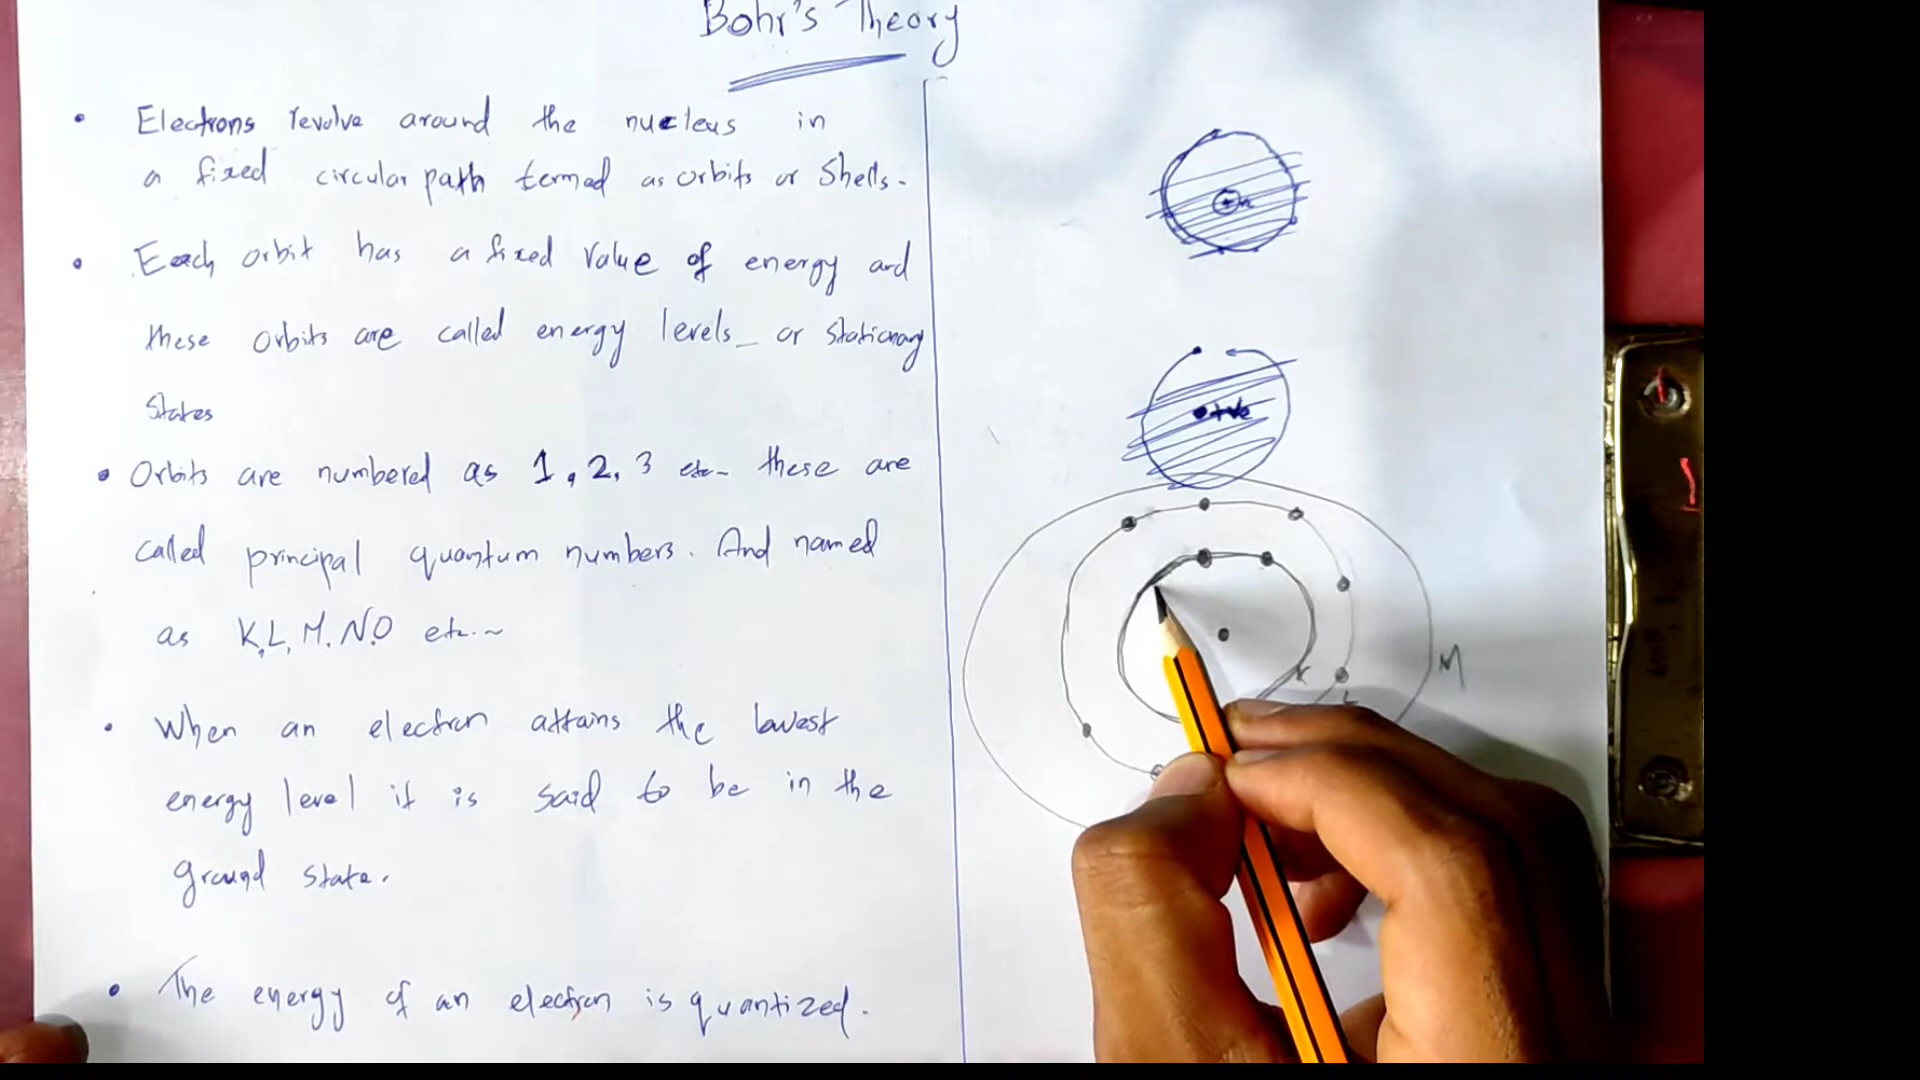 Bohr's Theory
• Electrons revolve around the nucleus in
a fixed circular path termed as orbits or Shells.
• Each orbit has a fixed value of energy and
these orbits are called energy levels_ or stationary
states
• Orbits are numbered as 1, 2, 3 etc- these are
called principal quantum numbers. And named
as K, L, M, N, O etc..~
• When an electron attains the lowest
energy level it is said to be in the
ground state.
• The energy of an electron is quantized.
+ve
K
M